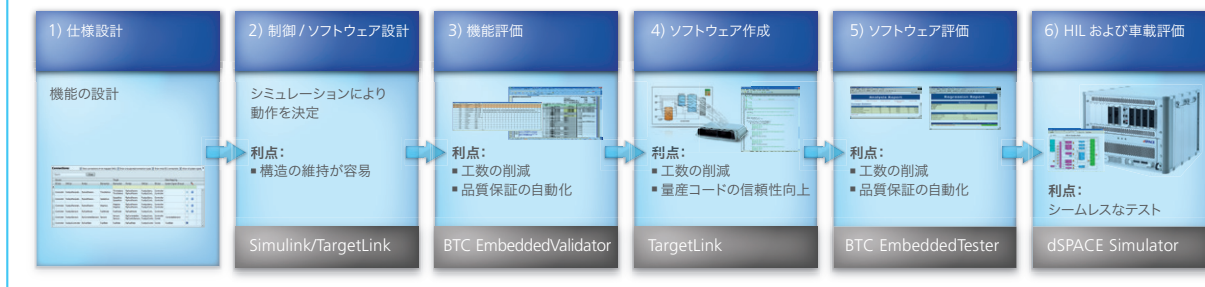 1) 仕様設計
機能の設計
2) 制御 / ソフトウェア設計
シミュレーションにより
動作を決定
利点：
▪ 構造の維持が容易
Simulink/TargetLink
3) 機能評価
利点：
▪ 工数の削減
▪ 品質保証の自動化
BTC EmbeddedValidator
4) ソフトウェア作成
利点：
▪ 工数の削減
▪ 量産コードの信頼性向上
TargetLink
5) ソフトウェア評価
Analysis Report
Regression Report
利点：
▪ 工数の削減
▪ 品質保証の自動化
BTC EmbeddedTester
6) HIL および車載評価
利点：
シームレスなテスト
dSPACE Simulator